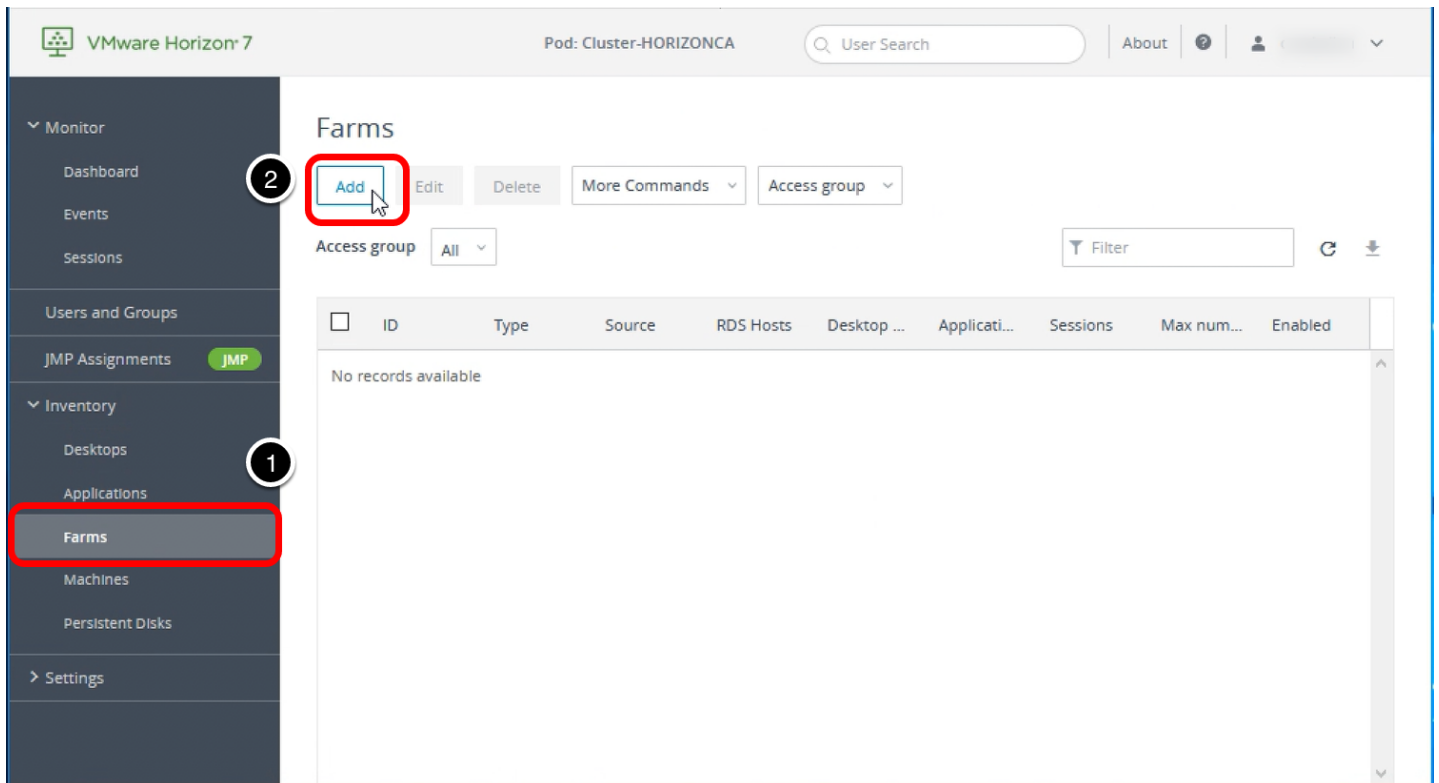 VMware Horizon® 7
Pod: Cluster-HORIZONCA
User Search
About
?
Monitor
Dashboard
Events
Sessions
Users and Groups
JMP Assignments JMP
Inventory
Desktops
Applications
Farms
Machines
Persistent Disks
Settings
1
2
Farms
Add Edit Delete More Commands Access group
Access group All Filter
ID Type Source RDS Hosts Desktop ... Applicati... Sessions Max num... Enabled
No records available